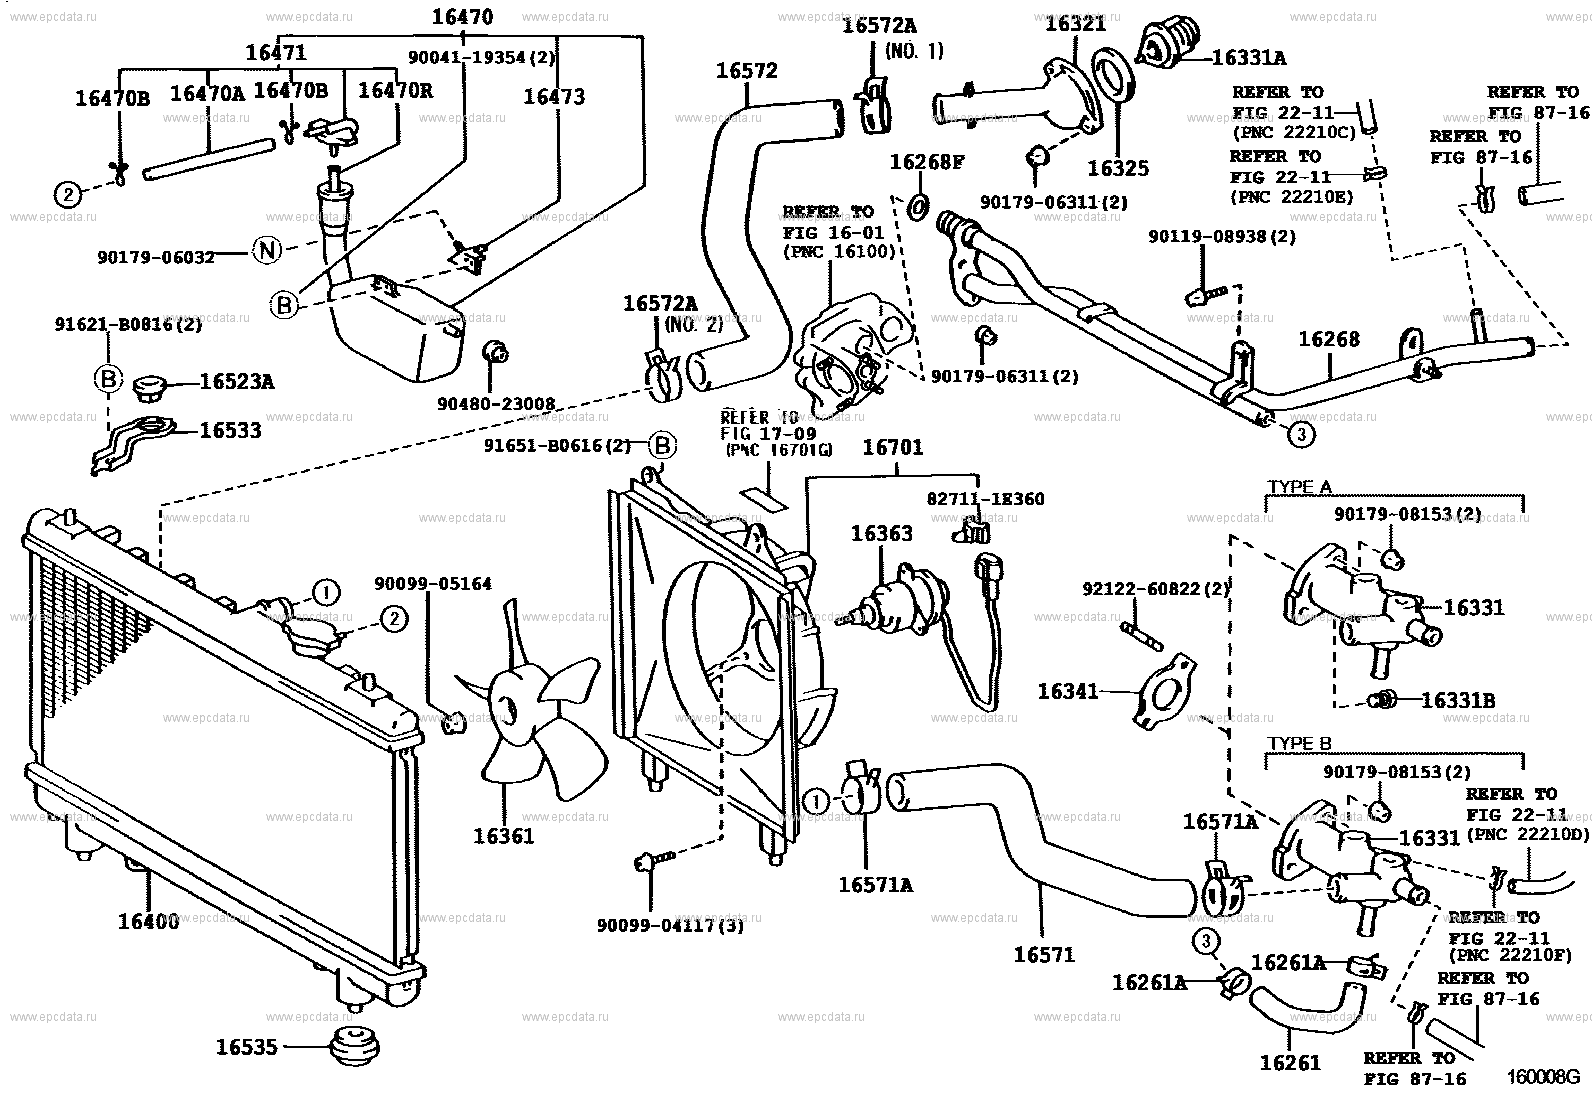 16470
16471
90041-19354(2)
16470B
16470A
16470B
16470R
16473
2
90179-06032
N
B
91621-B0816(2)
B
16523A
16533
90480-23008
16572
16572A
(NO. 1)
16321
16331A
16325
16268F
90179-06311(2)
REFER TO
FIG 16-01
(PNC 16100)
16572A
(NO. 2)
90179-06311(2)
REFER TO
FIG 22-11
(PNC 22210C)
REFER TO
FIG 22-11
(PNC 22210E)
REFER TO
FIG 87-16
REFER TO
FIG 87-16
90119-08938(2)
16268
3
91651-B0616(2)
B
REFER TO
FIG 17-09
(PNC 16701G)
16701
82711-1E360
16363
1
2
90099-05164
16361
16400
16535
90099-04117(3)
1
16571A
16571
16571A
92122-60822(2)
16341
TYPE A
90179-08153(2)
16331
16331B
TYPE B
90179-08153(2)
16331
REFER TO
FIG 22-11
(PNC 22210D)
REFER TO
FIG 22-11
(PNC 22210F)
REFER TO
FIG 87-16
3
16261A
16261A
16261
REFER TO
FIG 87-16
160008G
www.epcdata.ru